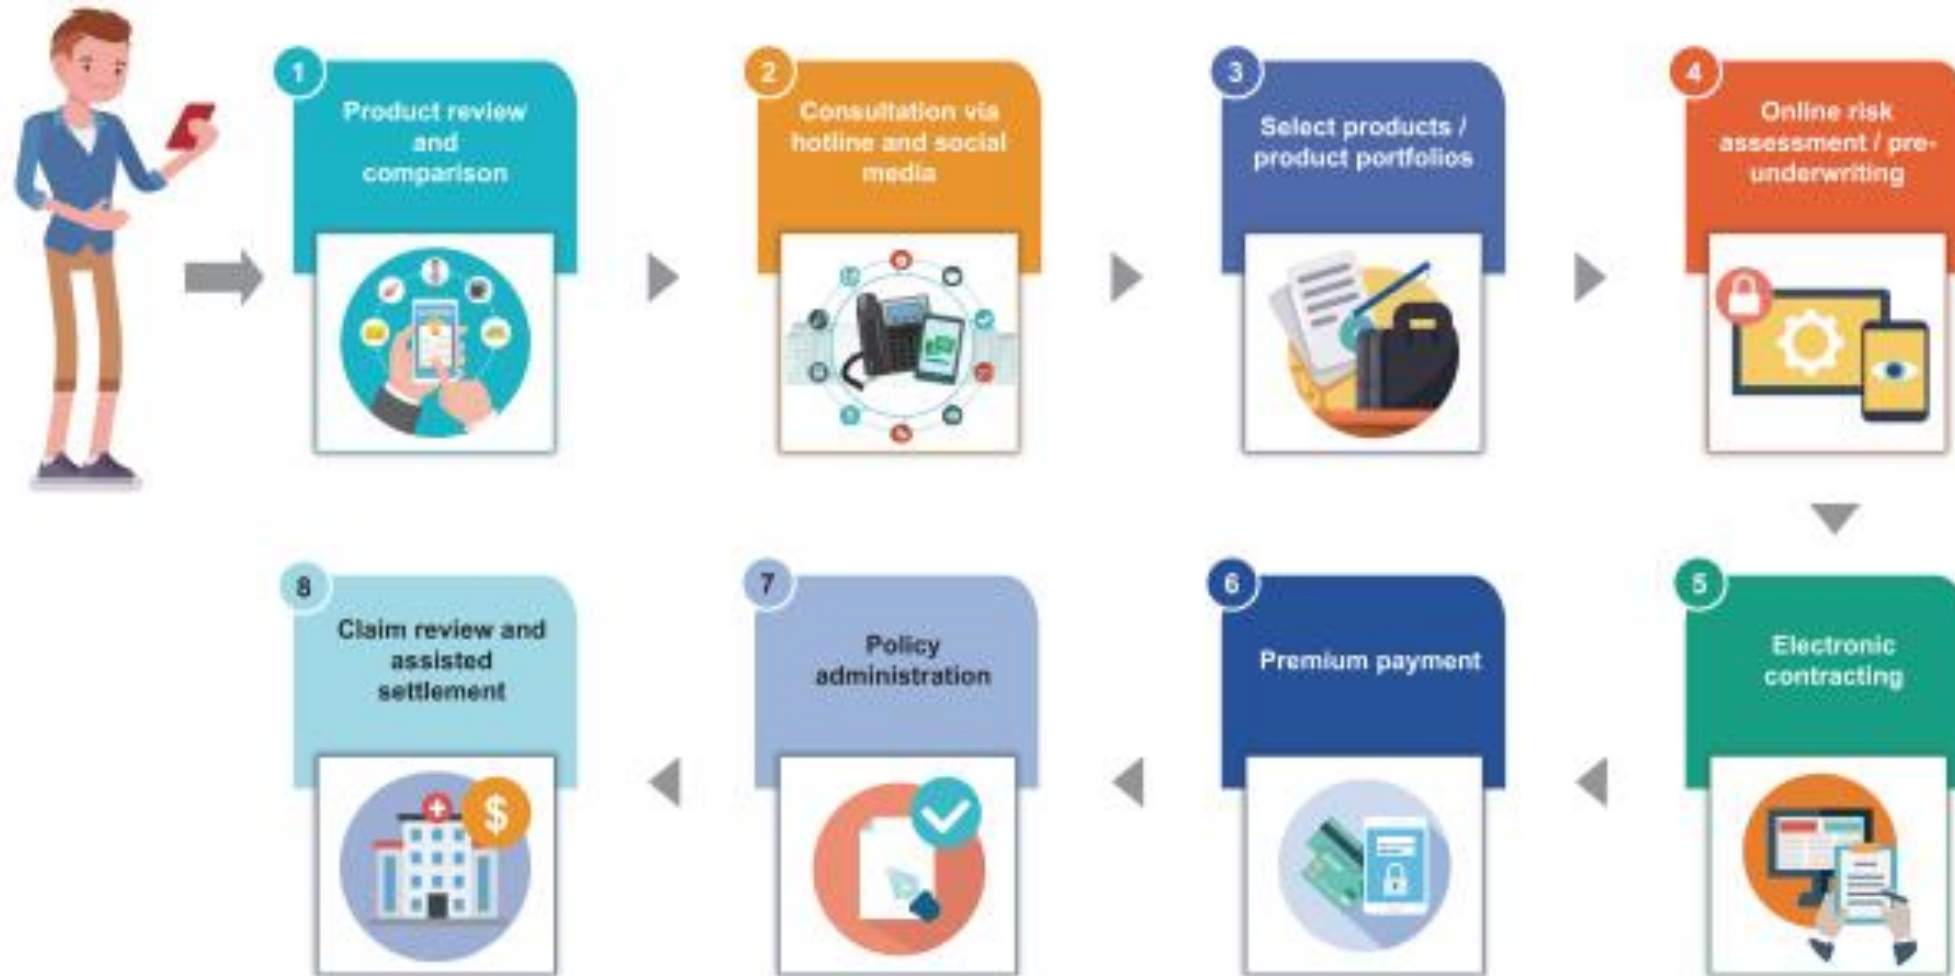 1
Product review
and
comparison
2
Consultation via
hotline and social
media
3
Select products /
product portfolios
4
Online risk
assessment / pre-
underwriting
5
Electronic
contracting
6
Premium payment
7
Policy
administration
8
Claim review and
assisted
settlement
$